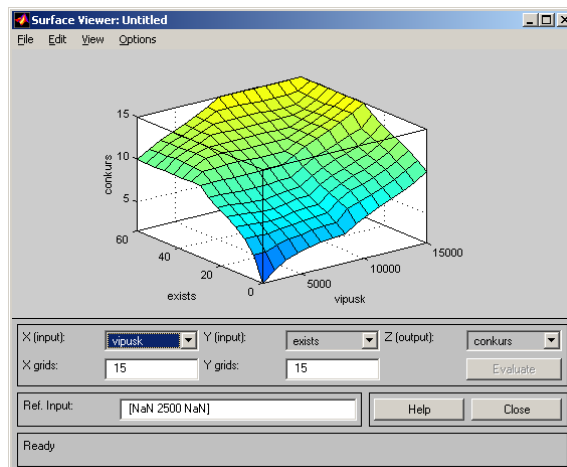 Surface Viewer: Untitled
File Edit View Options
15
10
5
conkurs
60
40
20
0
exists
5000
10000
15000
vipusk
X (input): vipusk Y (input): exists Z (output): conkurs
X grids: 15 Y grids: 15 Evaluate
Ref. Input: [NaN 2500 NaN] Help Close
Ready